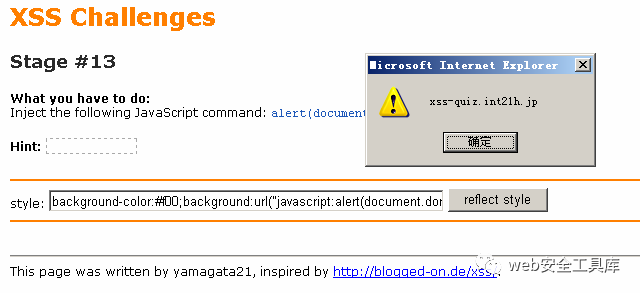 XSS Challenges
Stage #13
What you have to do:
Inject the following JavaScript command: alert(document
Hint:
Microsoft Internet Explorer
xss-quiz.int21h.jp
确定
style: background-color:#f00;background:url("javascript:alert(document.dor reflect style
This page was written by yamagata21, inspired by http://blogged-on.de/xss/.
web安全工具库